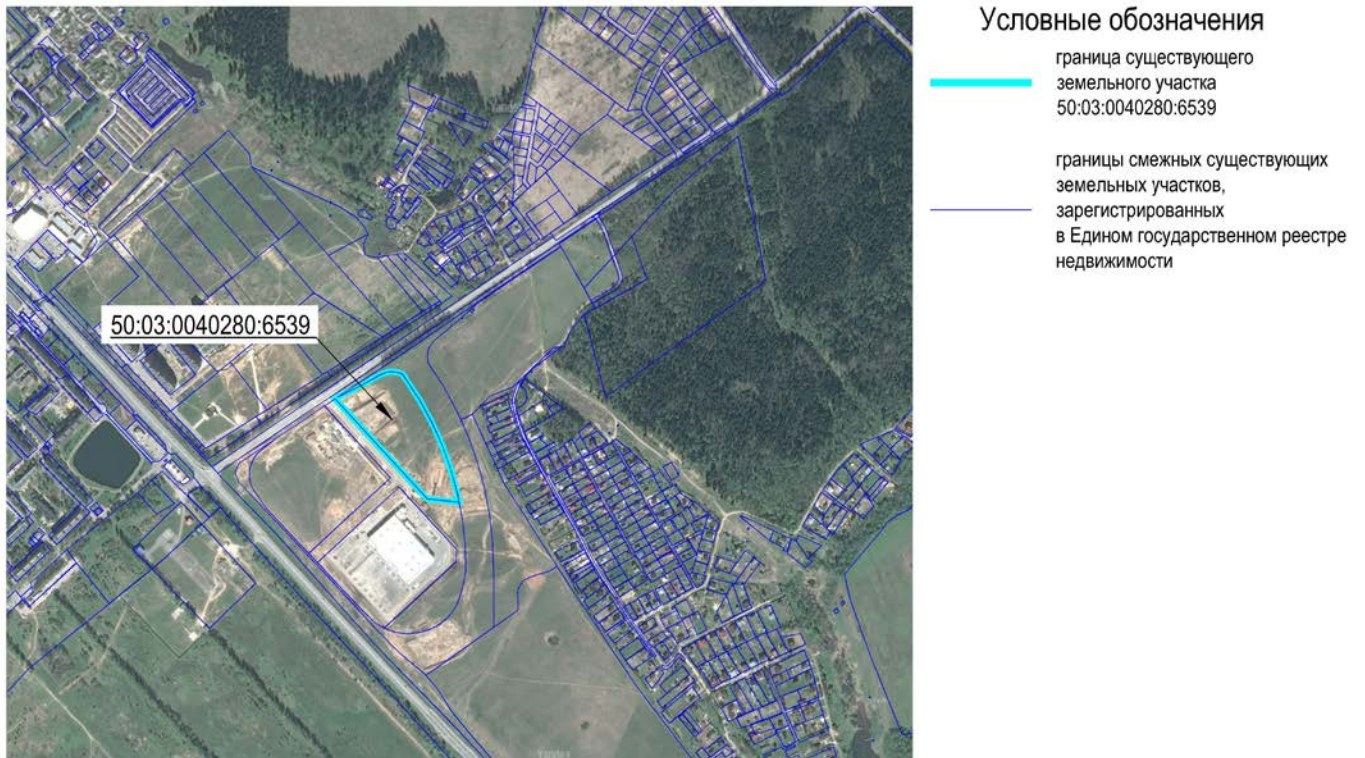 Условные обозначения
граница существующего
земельного участка
50:03:0040280:6539
границы смежных существующих
земельных участков,
зарегистрированных
в Едином государственном реестре
недвижимости
50:03:0040280:6539